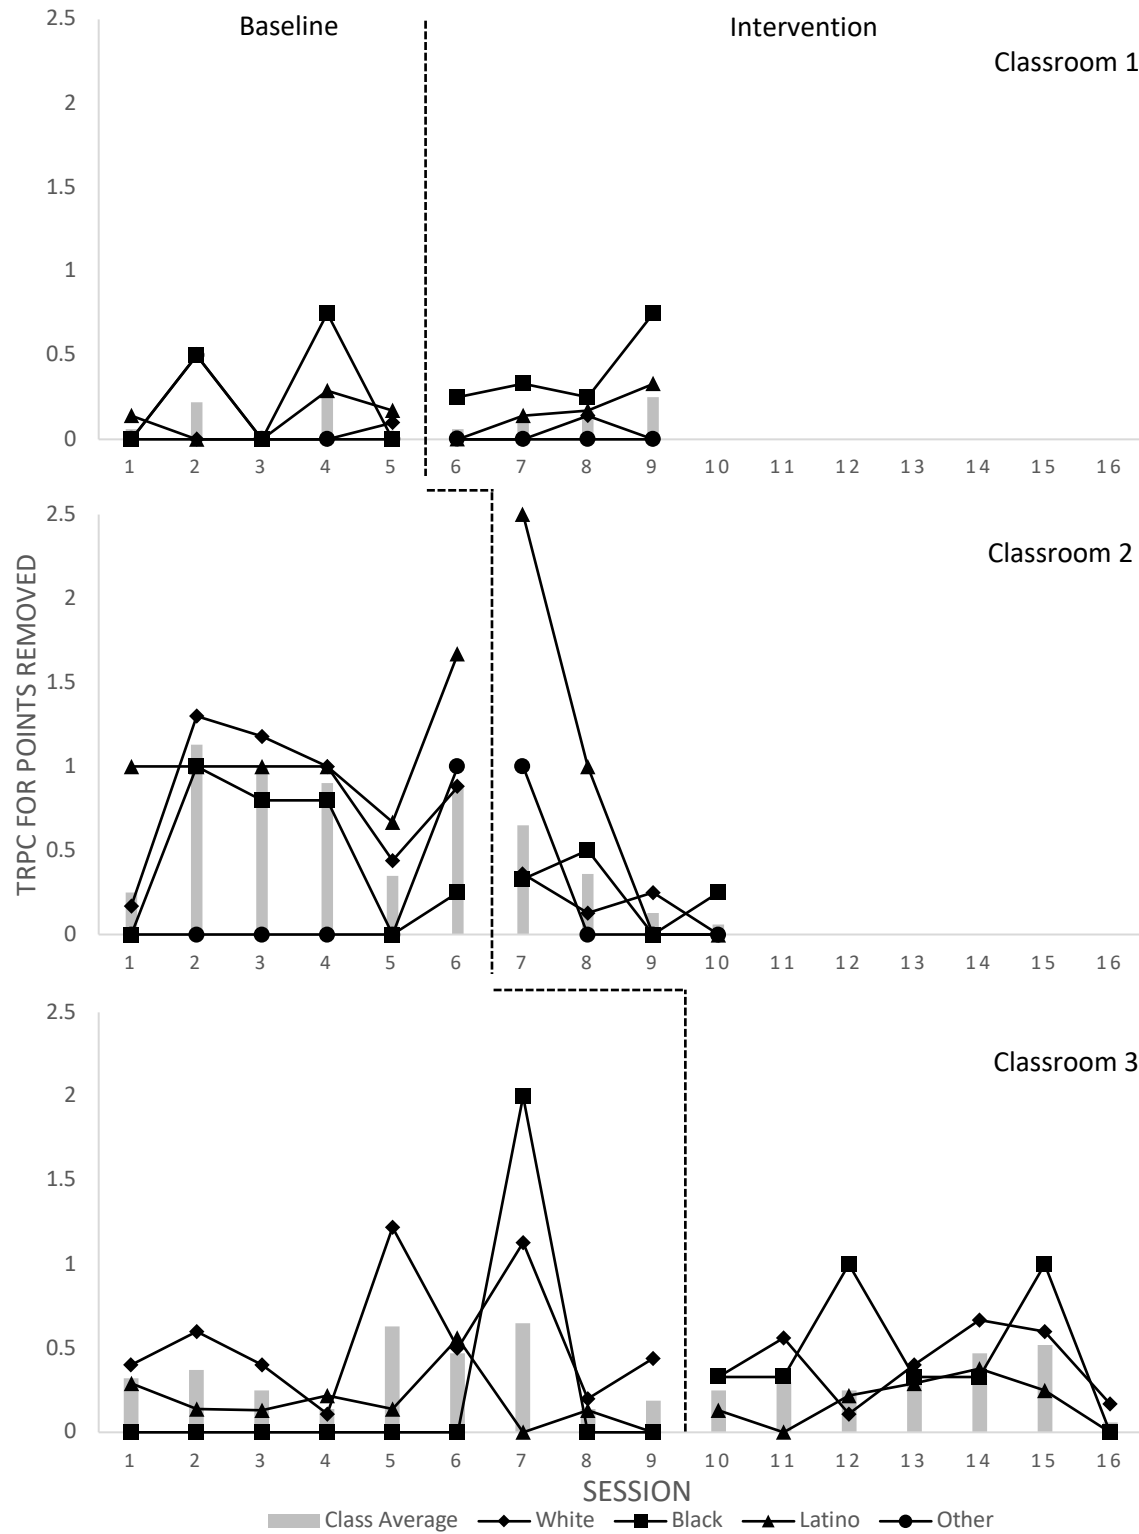 Baseline Intervention
Classroom 1
2.5
2
1.5
1
0.5
0
1 2 3 4 5 6 7 8 9 10 11 12 13 14 15 16
Classroom 2
2.5
2
1.5
1
0.5
0
1 2 3 4 5 6 7 8 9 10 11 12 13 14 15 16
TRPC FOR POINTS REMOVED
Classroom 3
2.5
2
1.5
1
0.5
0
1 2 3 4 5 6 7 8 9 10 11 12 13 14 15 16
SESSION
Class Average White Black Latino Other